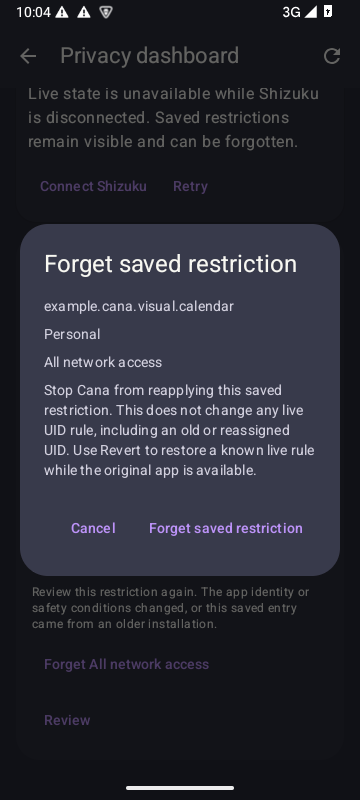 10:04
3G
Privacy dashboard
Live state is unavailable while Shizuku
is disconnected. Saved restrictions
remain visible and can be forgotten.
Connect Shizuku
Retry
Forget saved restriction
example.cana.visual.calendar
Personal
All network access
Stop Cana from reapplying this saved
restriction. This does not change any live
UID rule, including an old or reassigned
UID. Use Revert to restore a known live rule
while the original app is available.
Cancel
Forget saved restriction
Review this restriction again. The app identity or
safety conditions changed, or this saved entry
came from an older installation.
Forget All network access
Review